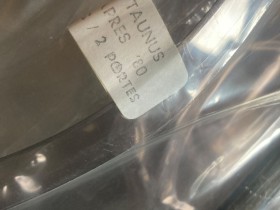 TAUNUS
TRES '80
/ 2 PORTES